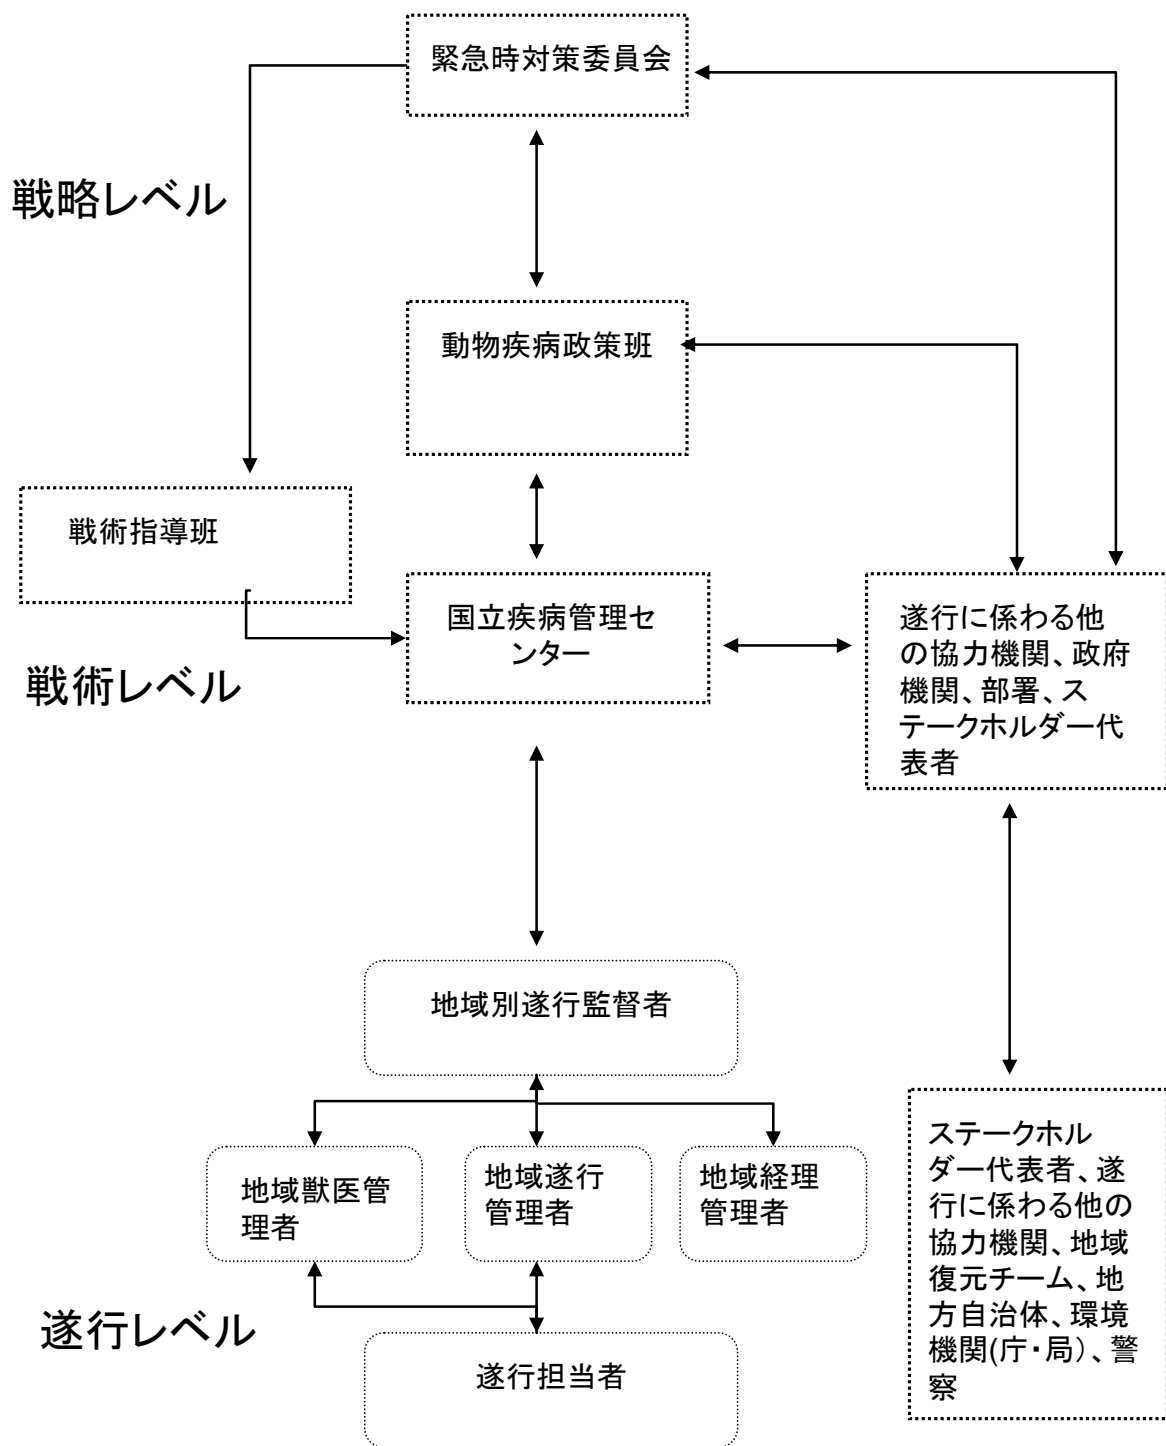 緊急時対策委員会
戦略レベル
動物疾病政策班
戦術指導班
国立疾病管理セ
ンター
遂行に係わる他
の協力機関、政府
機関、部署、ス
テークホルダー代
表者
戦術レベル
地域別遂行監督者
地域獣医管
理者
地域遂行
管理者
地域経理
管理者
ステークホル
ダー代表者、遂
行に係わる他の
協力機関、地域
復元チーム、地
方自治体、環境
機関(庁・局)、警
察
遂行レベル
遂行担当者